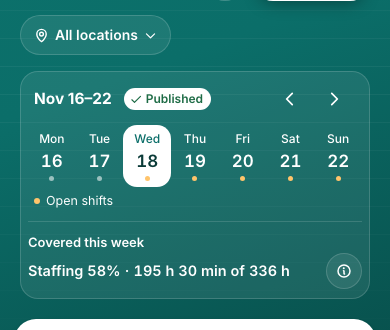 All locations
Nov 16–22 Published
Mon Tue Wed Thu Fri Sat Sun
16 17 18 19 20 21 22
Open shifts
Covered this week
Staffing 58% · 195 h 30 min of 336 h